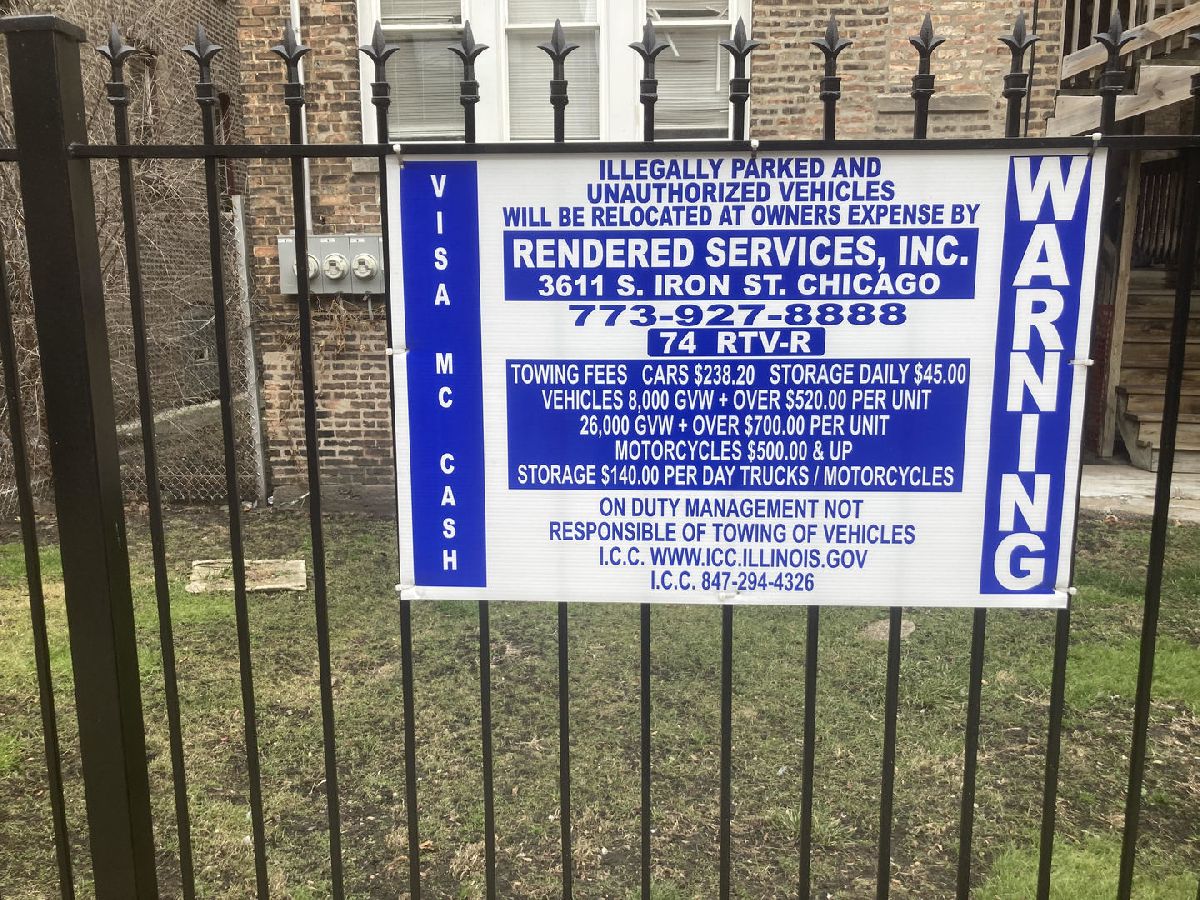 VISA MC CASH
ILLEGALLY PARKED AND
UNAUTHORIZED VEHICLES
WILL BE RELOCATED AT OWNERS EXPENSE BY
RENDERED SERVICES, INC.
3611 S. IRON ST. CHICAGO
773-927-8888
74 RTV-R
TOWING FEES CARS $238.20 STORAGE DAILY $45.00
VEHICLES 8,000 GVW + OVER $520.00 PER UNIT
26,000 GVW + OVER $700.00 PER UNIT
MOTORCYCLES $500.00 & UP
STORAGE $140.00 PER DAY TRUCKS / MOTORCYCLES
ON DUTY MANAGEMENT NOT
RESPONSIBLE OF TOWING OF VEHICLES
I.C.C. WWW.ICC.ILLINOIS.GOV
I.C.C. 847-294-4326
WARNING